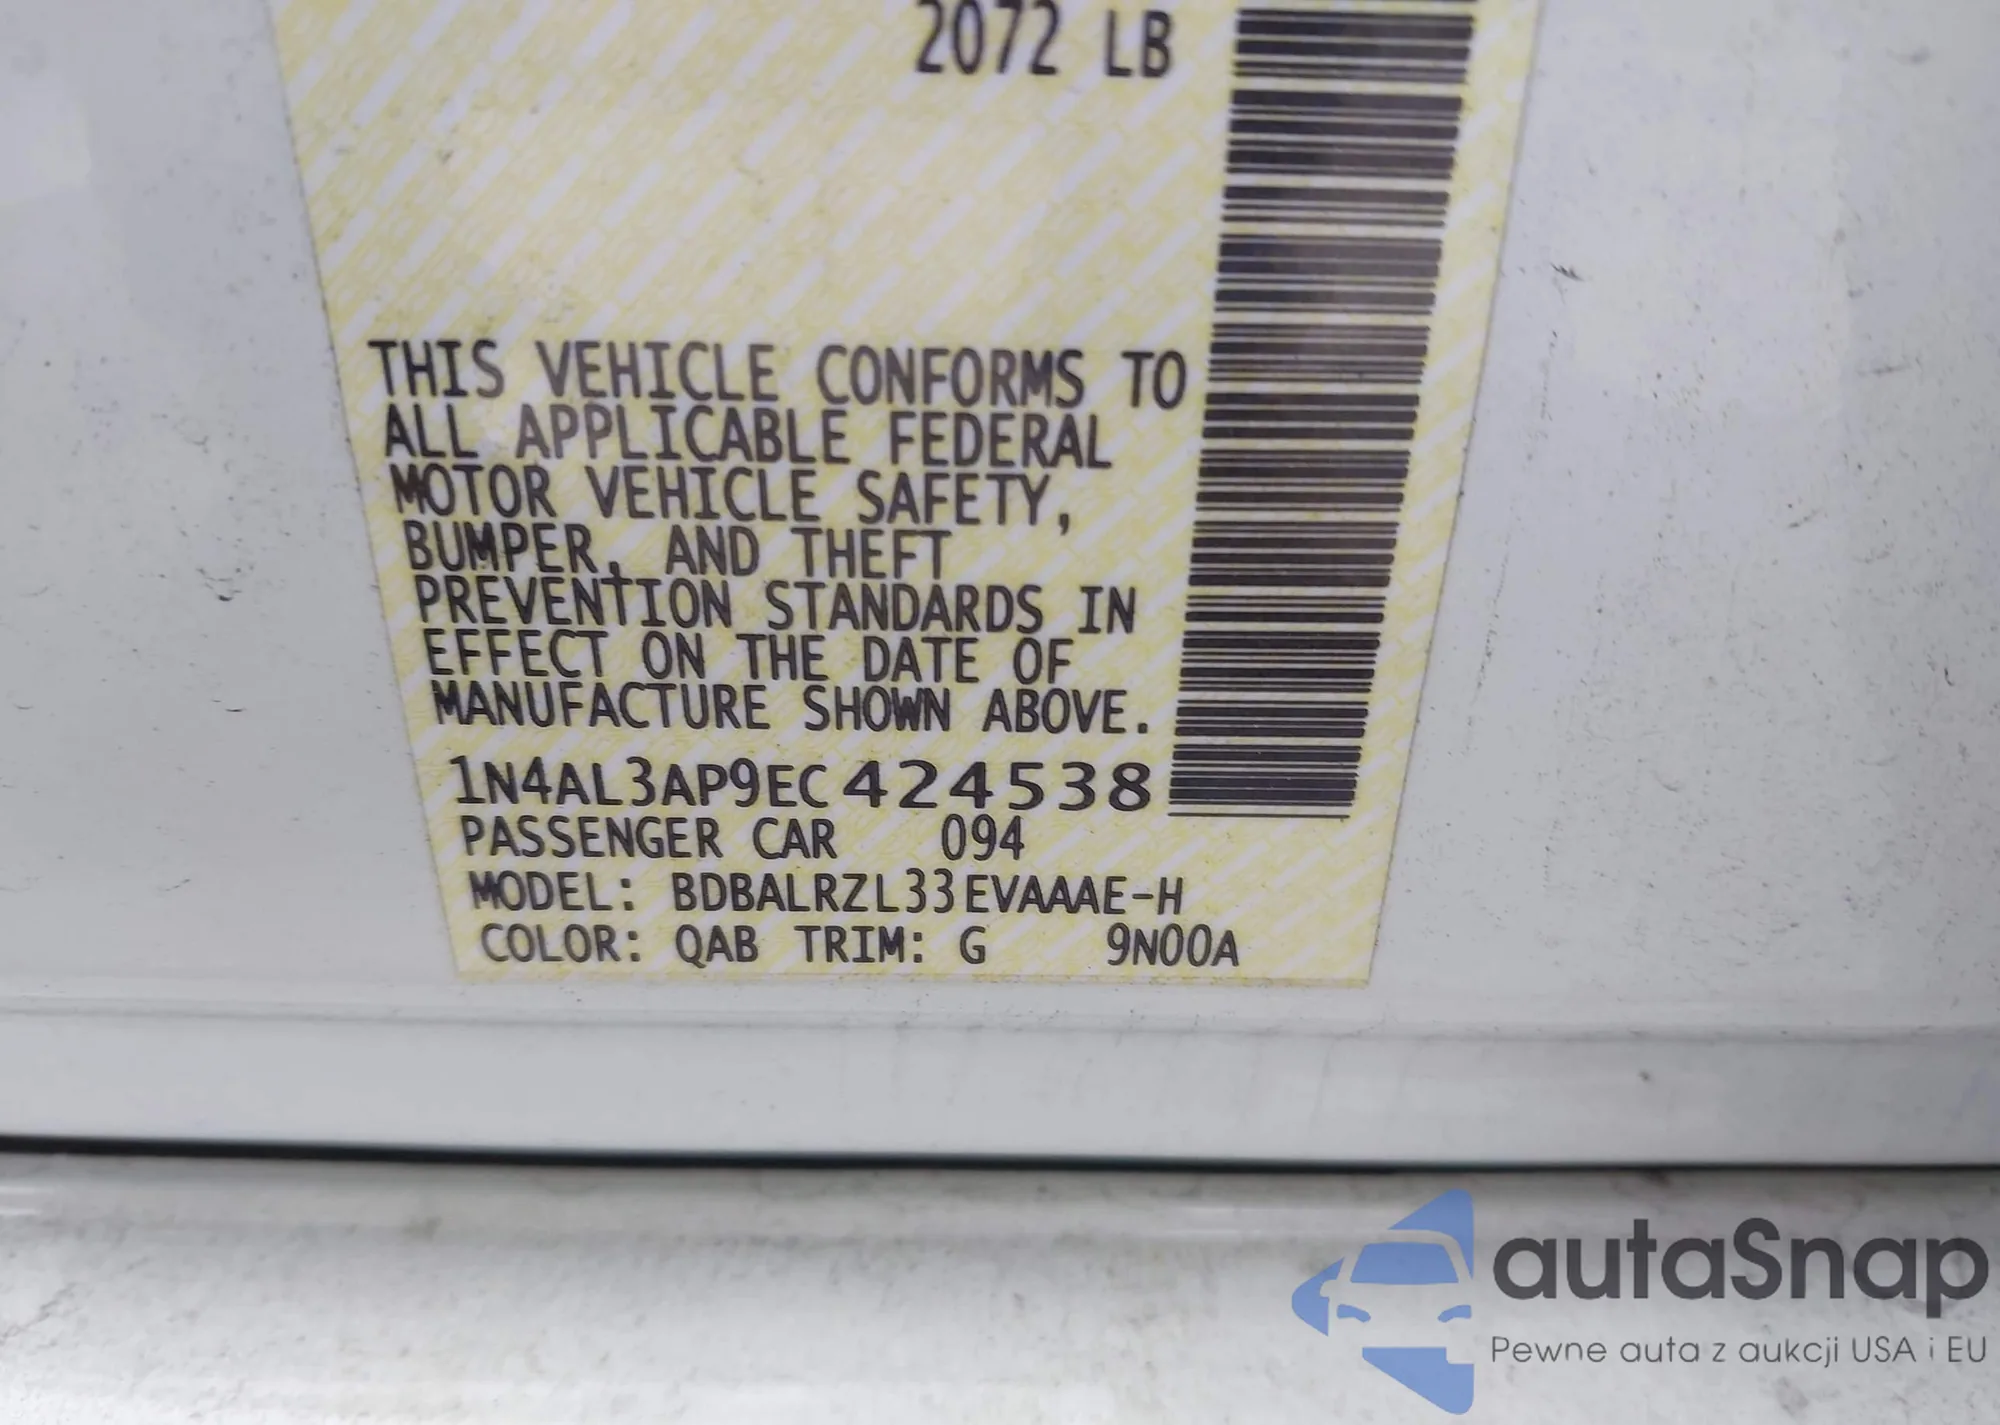 2072 LB
THIS VEHICLE CONFORMS TO
ALL APPLICABLE FEDERAL
MOTOR VEHICLE SAFETY,
BUMPER, AND THEFT
PREVENTION STANDARDS IN
EFFECT ON THE DATE OF
MANUFACTURE SHOWN ABOVE.
1N4AL3AP9EC424538
PASSENGER CAR 094
MODEL: BDBALRZL33EVAAAE-H
COLOR: QAB TRIM: G 9N00A
autaSnap
Pewne auta z aukcji USA i EU